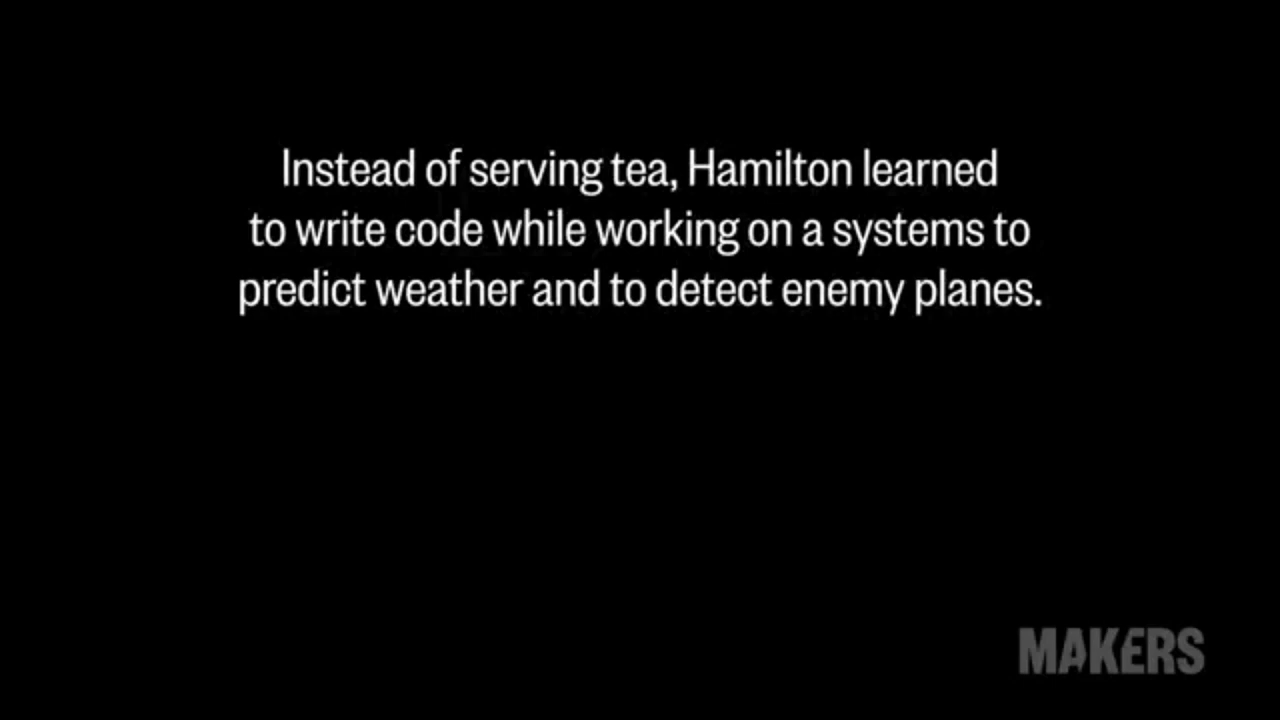 Instead of serving tea, Hamilton learned
to write code while working on a systems to
predict weather and to detect enemy planes.
MAKERS